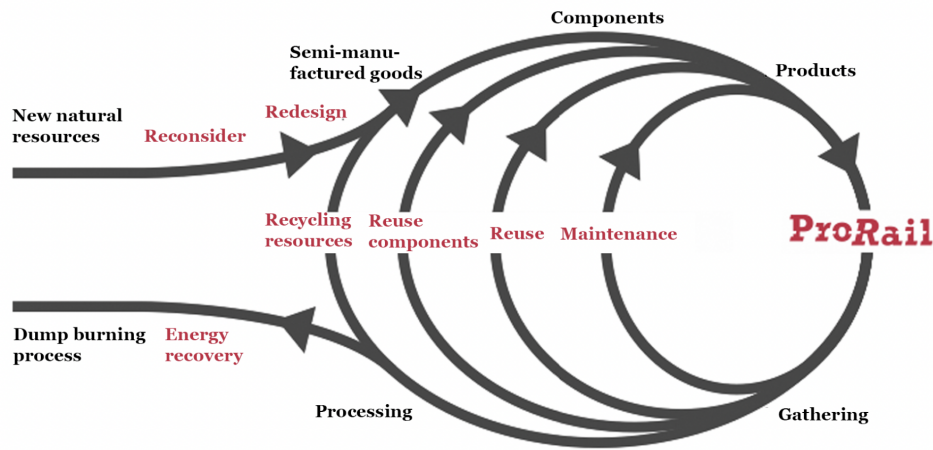 Components
Semi-manu-
factured goods
Products
New natural
resources
Reconsider
Redesign
Recycling
resources
Reuse
components
Reuse
Maintenance
ProRail
Dump burning
process
Energy
recovery
Processing
Gathering